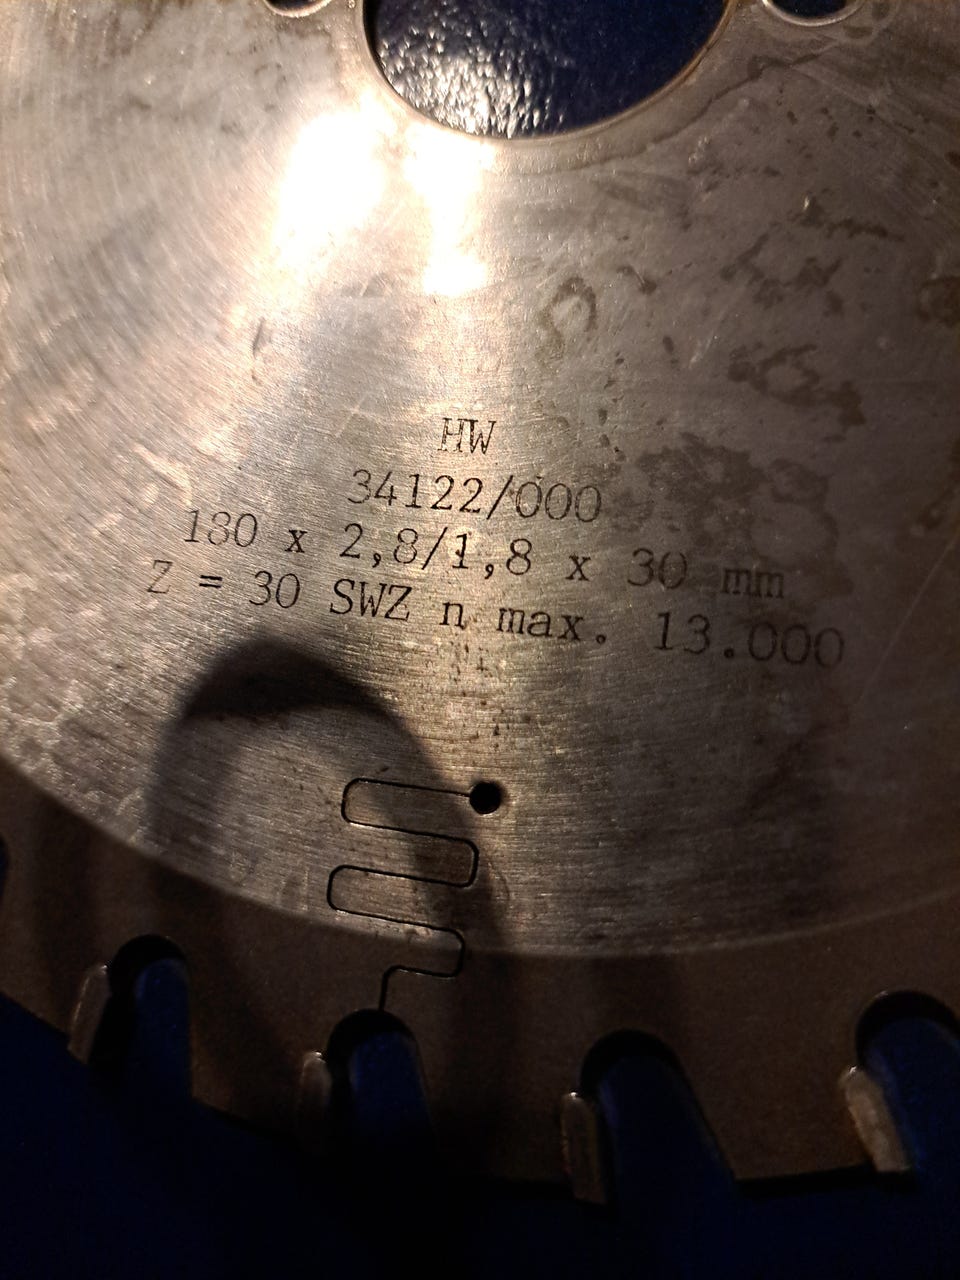 HW
34122/000
180 x 2,8/1,8 x 30 mm
Z = 30 SWZ n max. 13.000